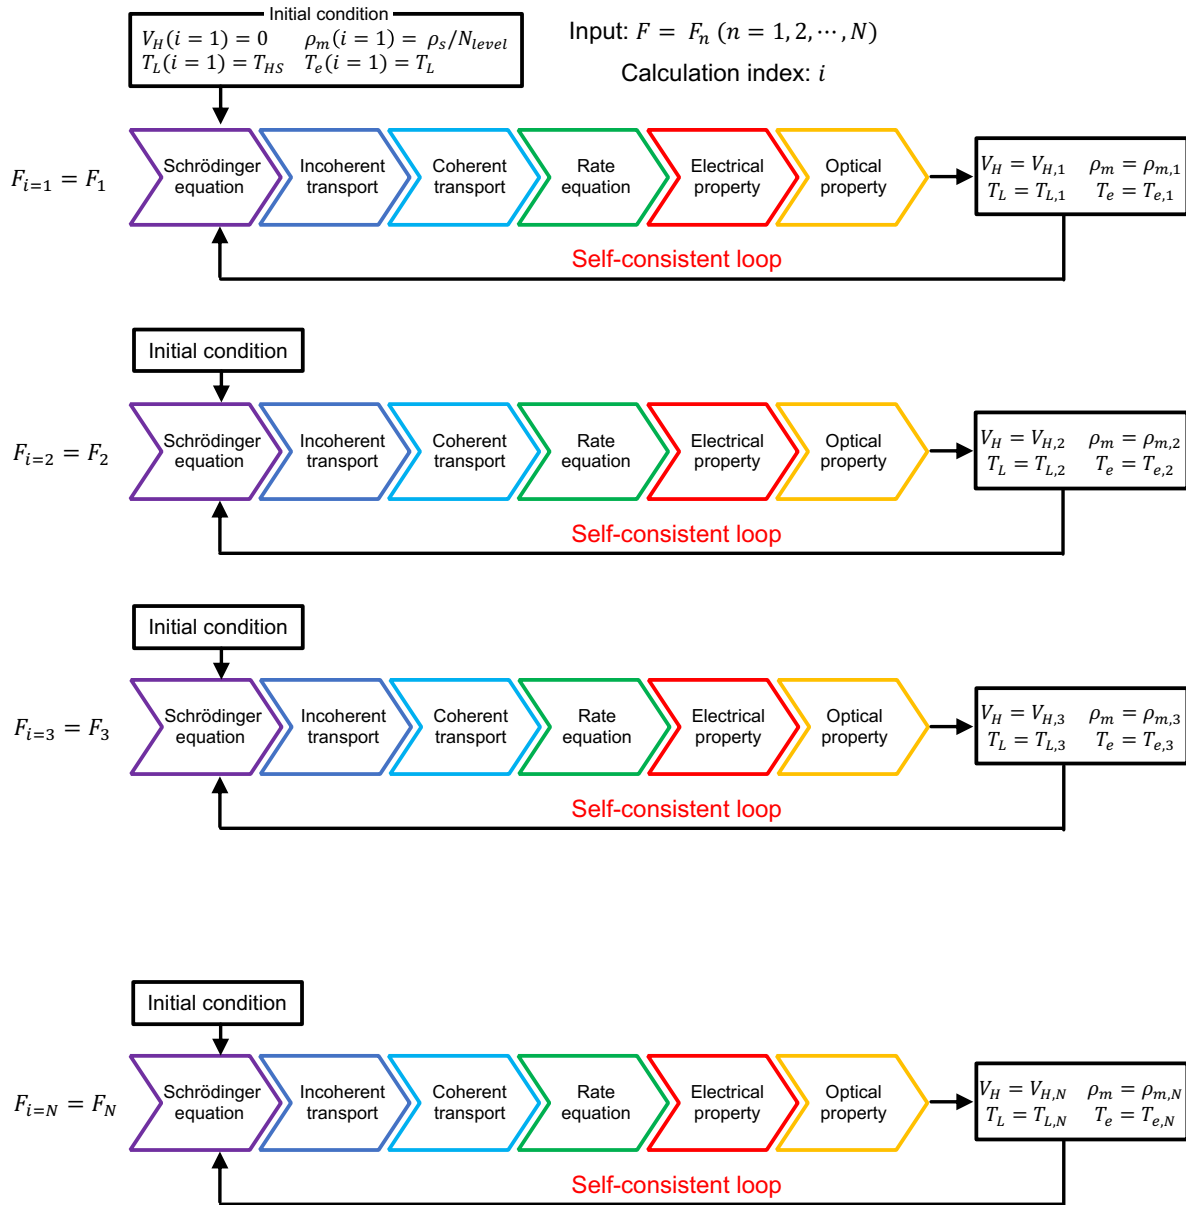 Initial condition
V_H(i = 1) = 0 ρ_m(i = 1) = ρ_s/N_level
T_L(i = 1) = T_HS T_e(i = 1) = T_L
Input: F = F_n (n = 1, 2, ⋯, N)
Calculation index: i
F_{i=1} = F_1
Schrödinger
equation
Incoherent
transport
Coherent
transport
Rate
equation
Electrical
property
Optical
property
V_H = V_{H,1} ρ_m = ρ_{m,1}
T_L = T_{L,1} T_e = T_{e,1}
Self-consistent loop
Initial condition
F_{i=2} = F_2
Schrödinger
equation
Incoherent
transport
Coherent
transport
Rate
equation
Electrical
property
Optical
property
V_H = V_{H,2} ρ_m = ρ_{m,2}
T_L = T_{L,2} T_e = T_{e,2}
Self-consistent loop
Initial condition
F_{i=3} = F_3
Schrödinger
equation
Incoherent
transport
Coherent
transport
Rate
equation
Electrical
property
Optical
property
V_H = V_{H,3} ρ_m = ρ_{m,3}
T_L = T_{L,3} T_e = T_{e,3}
Self-consistent loop
Initial condition
F_{i=N} = F_N
Schrödinger
equation
Incoherent
transport
Coherent
transport
Rate
equation
Electrical
property
Optical
property
V_H = V_{H,N} ρ_m = ρ_{m,N}
T_L = T_{L,N} T_e = T_{e,N}
Self-consistent loop